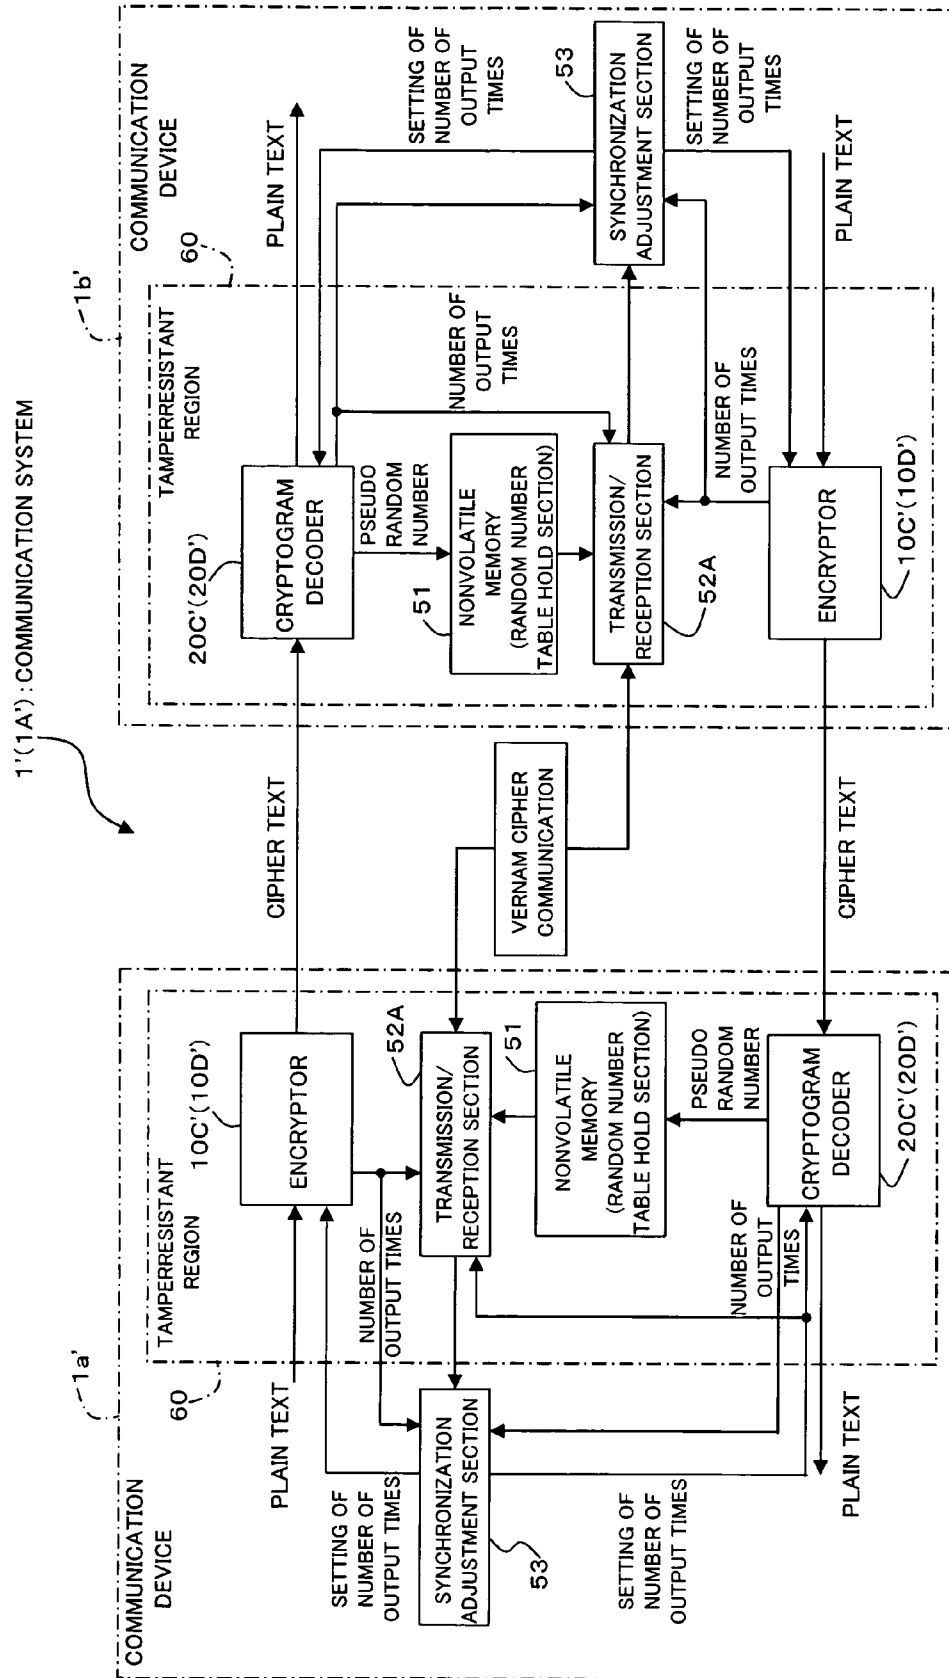 1'(1A'):COMMUNICATION SYSTEM
COMMUNICATION
DEVICE
1a'
60
TAMPERRESISTANT
REGION
PLAIN TEXT
10C'(10D')
ENCRYPTOR
CIPHER TEXT
SETTING OF
NUMBER OF
OUTPUT TIMES
NUMBER OF
OUTPUT TIMES
52A
TRANSMISSION/
RECEPTION SECTION
SYNCHRONIZATION
ADJUSTMENT SECTION
53
51
NONVOLATILE
MEMORY
(RANDOM NUMBER
TABLE HOLD SECTION)
SETTING OF
NUMBER OF
OUTPUT TIMES
NUMBER OF
OUTPUT
TIMES
PSEUDO
RANDOM
NUMBER
CRYPTOGRAM
DECODER
20C'(20D')
PLAIN TEXT
VERNAM CIPHER
COMMUNICATION
CIPHER TEXT
1b'
60
COMMUNICATION
DEVICE
TAMPERRESISTANT
REGION
20C'(20D')
CRYPTOGRAM
DECODER
PLAIN TEXT
PSEUDO
RANDOM
NUMBER
NUMBER OF
OUTPUT
TIMES
SETTING OF
NUMBER OF
OUTPUT
TIMES
51
NONVOLATILE
MEMORY
(RANDOM NUMBER
TABLE HOLD SECTION)
TRANSMISSION/
RECEPTION SECTION
52A
53
SYNCHRONIZATION
ADJUSTMENT SECTION
NUMBER OF
OUTPUT TIMES
SETTING OF
NUMBER OF
OUTPUT
TIMES
ENCRYPTOR
10C'(10D')
PLAIN TEXT